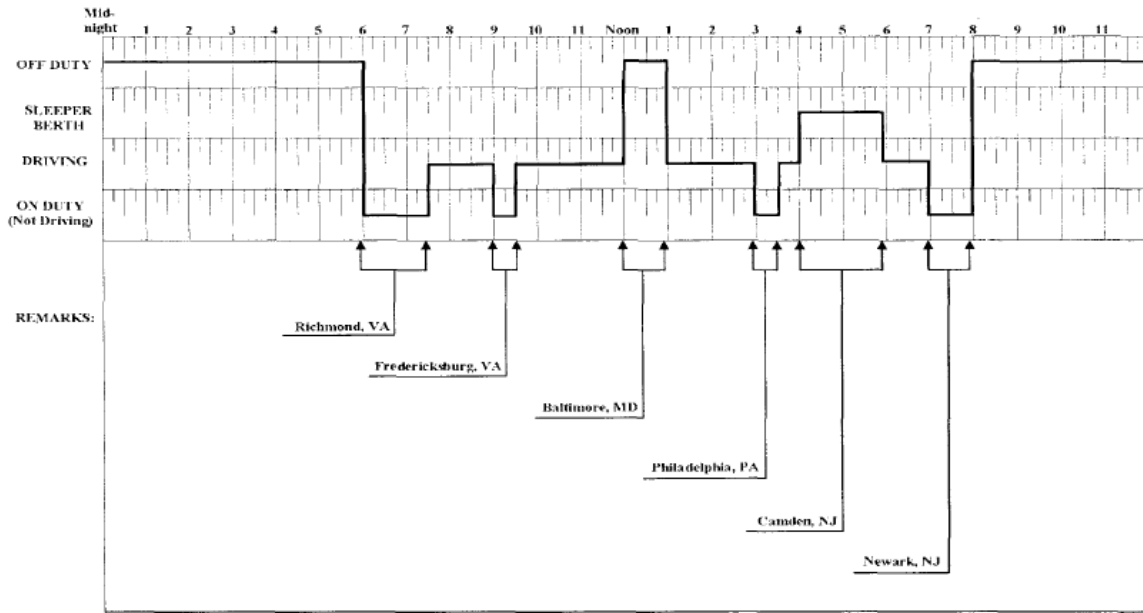 Mid-
night 1 2 3 4 5 6 7 8 9 10 11 Noon 1 2 3 4 5 6 7 8 9 10 11
OFF DUTY
SLEEPER
BERTH
DRIVING
ON DUTY
(Not Driving)
REMARKS:
Richmond, VA
Fredericksburg, VA
Baltimore, MD
Philadelphia, PA
Camden, NJ
Newark, NJ